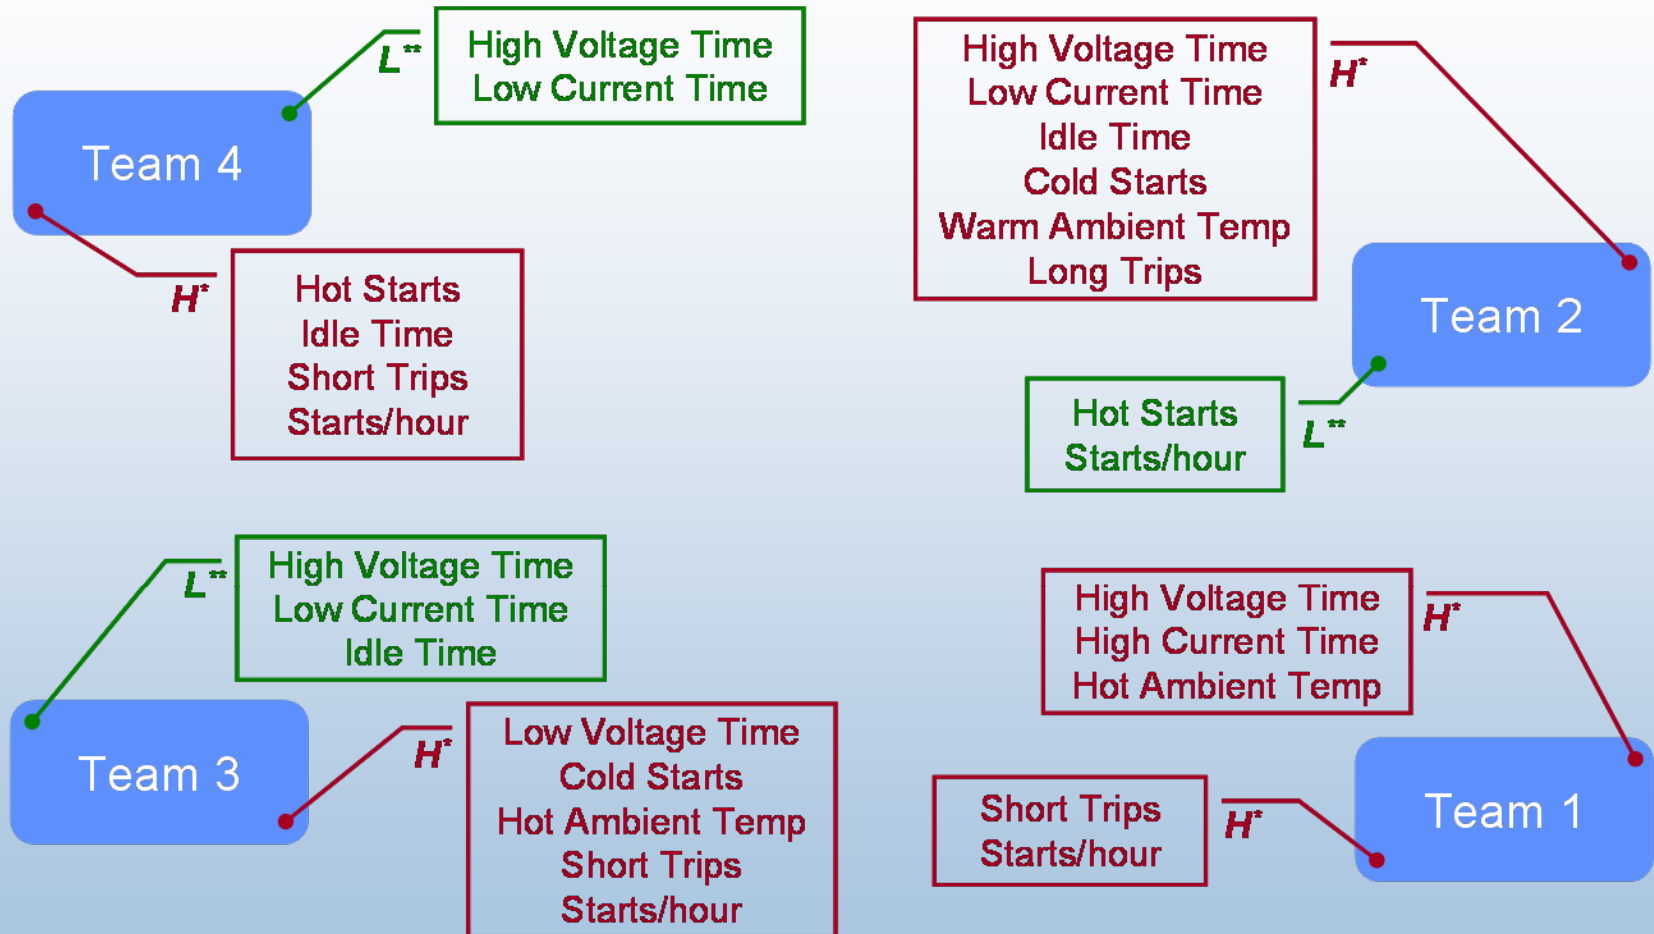 L**
High Voltage Time
Low Current Time
Team 4
H*
Hot Starts
Idle Time
Short Trips
Starts/hour
High Voltage Time
Low Current Time
Idle Time
Cold Starts
Warm Ambient Temp
Long Trips
H*
Team 2
Hot Starts
Starts/hour
L**
L**
High Voltage Time
Low Current Time
Idle Time
Team 3
H*
Low Voltage Time
Cold Starts
Hot Ambient Temp
Short Trips
Starts/hour
High Voltage Time
High Current Time
Hot Ambient Temp
H*
Team 1
Short Trips
Starts/hour
H*